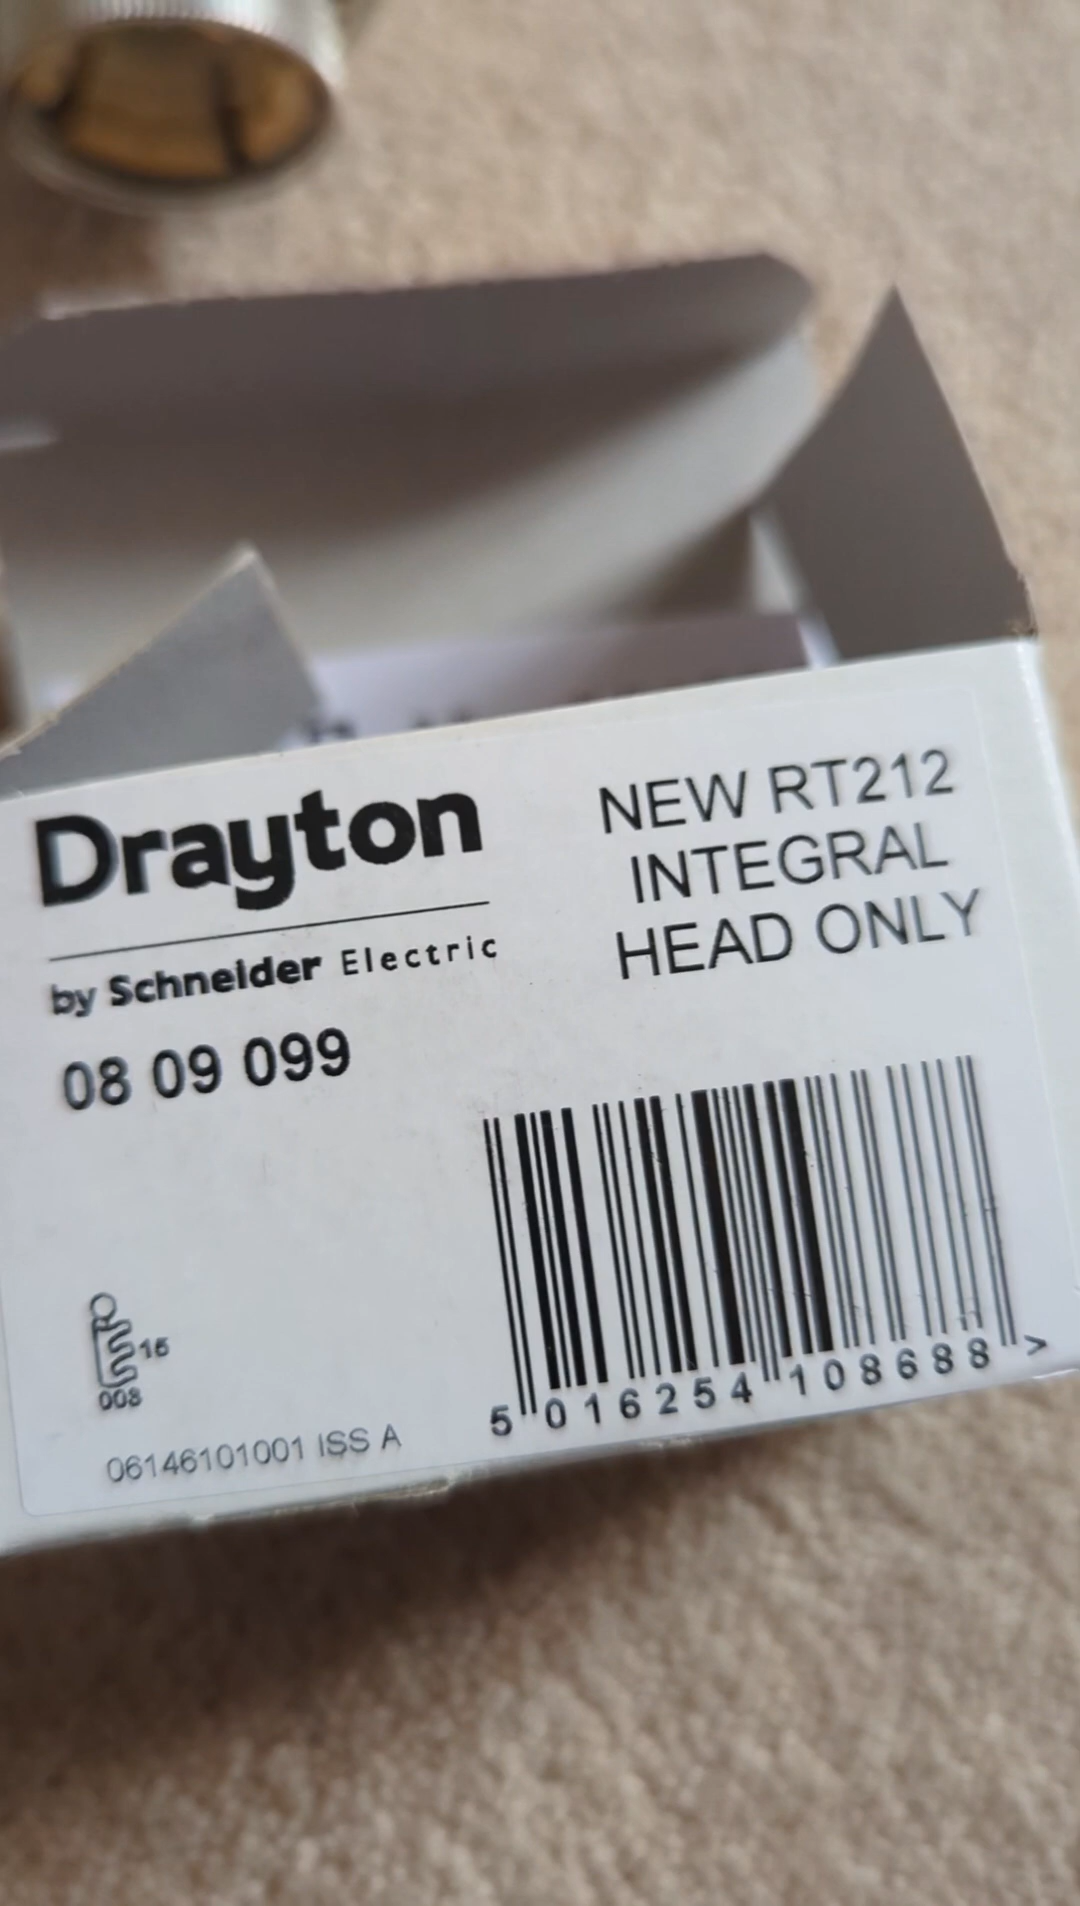 Drayton
by Schneider Electric
08 09 099
NEW RT212
INTEGRAL
HEAD ONLY
15
008
06146101001 ISS A
5 016254 108688 >